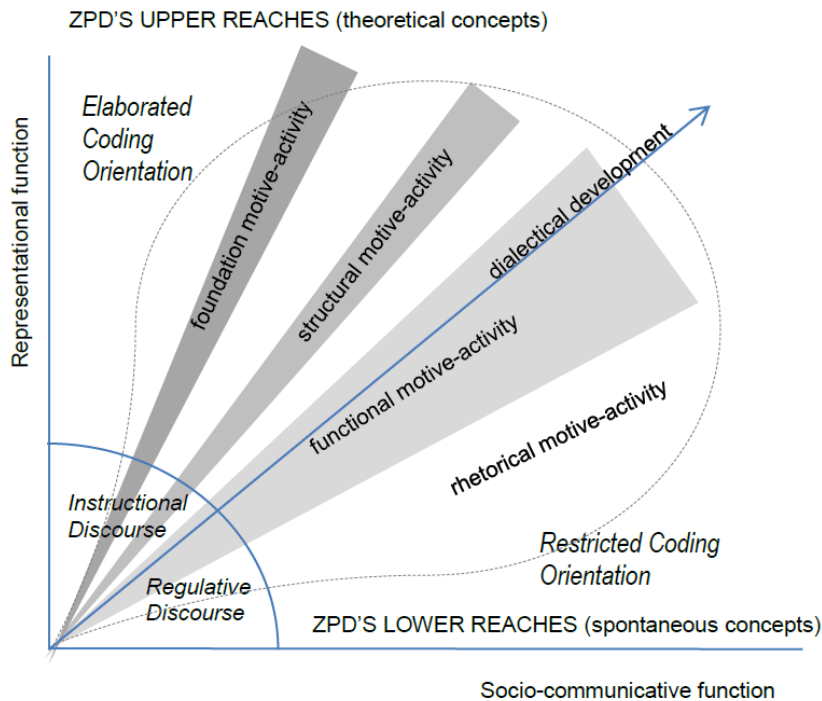 ZPD'S UPPER REACHES (theoretical concepts)
Elaborated
Coding
Orientation
Representational function
foundation motive-activity
structural motive-activity
dialectical development
functional motive-activity
rhetorical motive-activity
Instructional
Discourse
Regulative
Discourse
Restricted Coding
Orientation
ZPD'S LOWER REACHES (spontaneous concepts)
Socio-communicative function